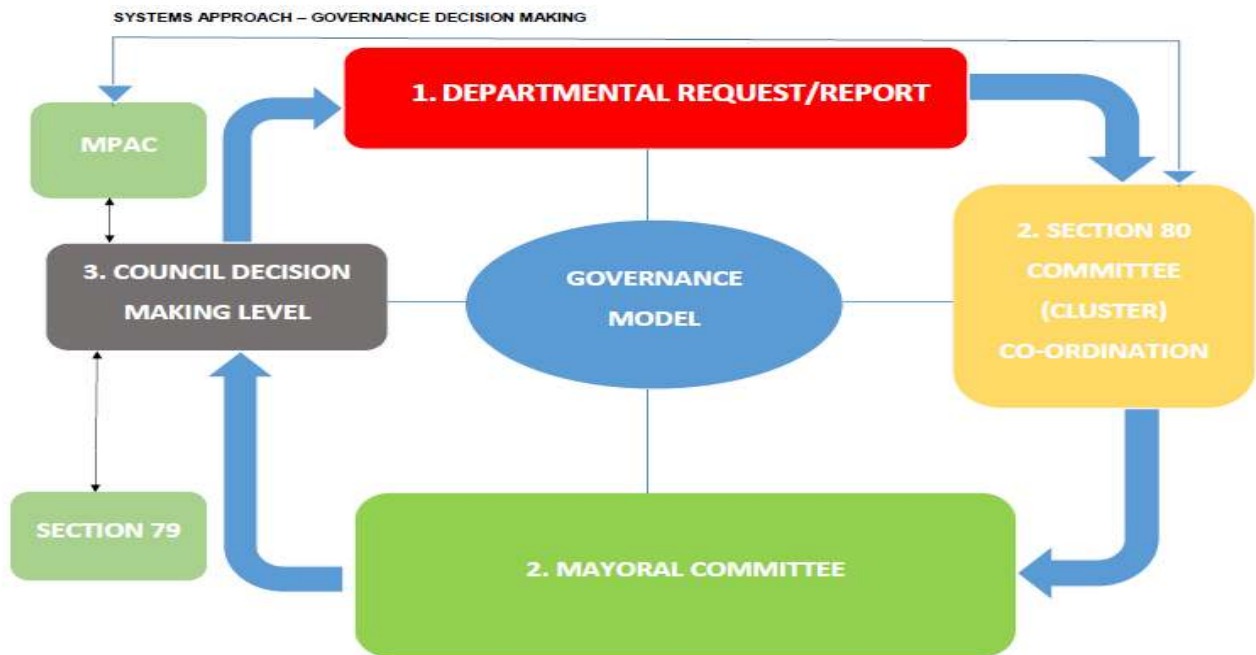 SYSTEMS APPROACH – GOVERNANCE DECISION MAKING
1. DEPARTMENTAL REQUEST/REPORT
MPAC
2. SECTION 80
COMMITTEE
(CLUSTER)
CO-ORDINATION
3. COUNCIL DECISION
MAKING LEVEL
GOVERNANCE
MODEL
SECTION 79
2. MAYORAL COMMITTEE